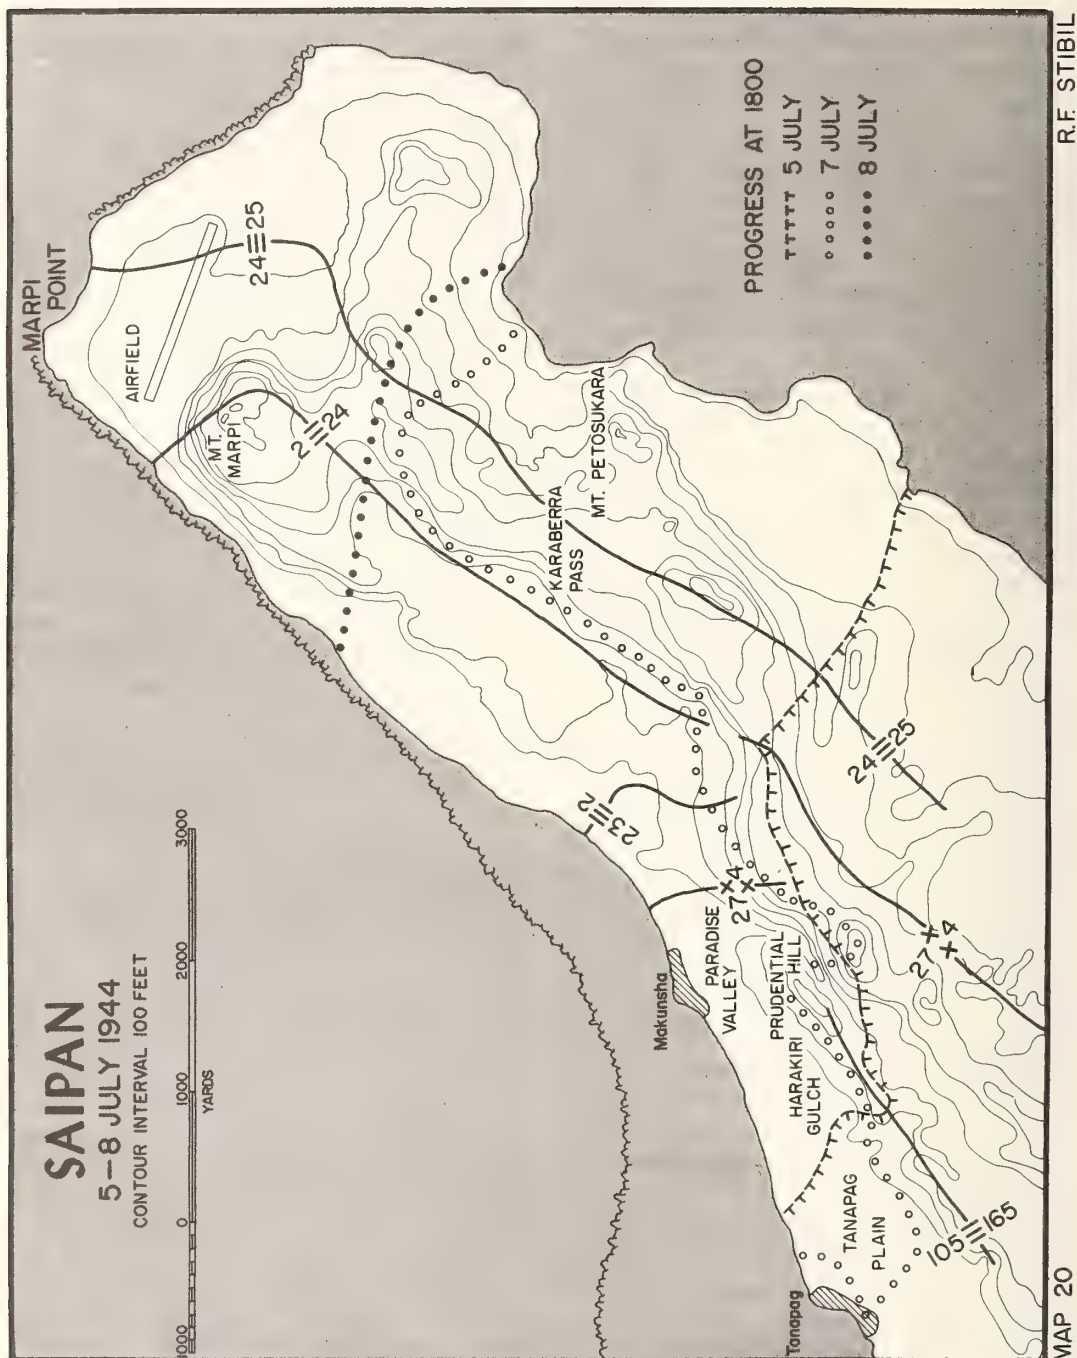 SAIPAN
5-8 JULY 1944
CONTOUR INTERVAL 100 FEET
1000 0 1000 2000 3000
YARDS
MARPI
POINT
AIRFIELD
24 25
MT.
MARPI
2 24
PROGRESS AT 1800
5 JULY
7 JULY
8 JULY
KARABERRA
PASS
MT. PETOSUKARA
23 2
27 4
24 25
27 4
Makunsha
PARADISE
VALLEY
PRUDENTIAL
HILL
HARAKIRI
GULCH
TANAPAG
PLAIN
Tanapag
105 165
MAP 20
R.F. STIBIL